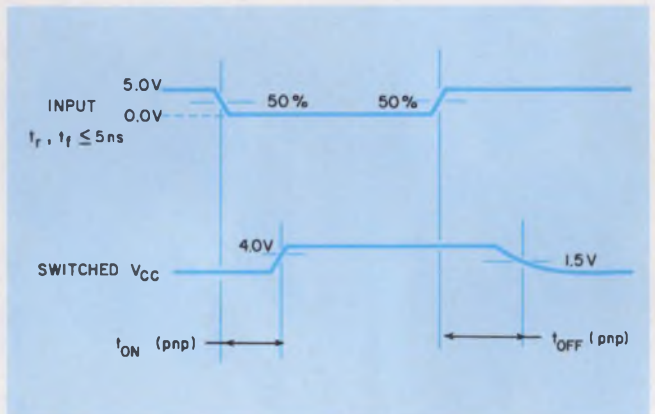 5.0V
INPUT
0.0V
50% 50%
tr, tf ≤ 5ns
4.0V
SWITCHED VCC
1.5V
tON (pnp)
tOFF (pnp)